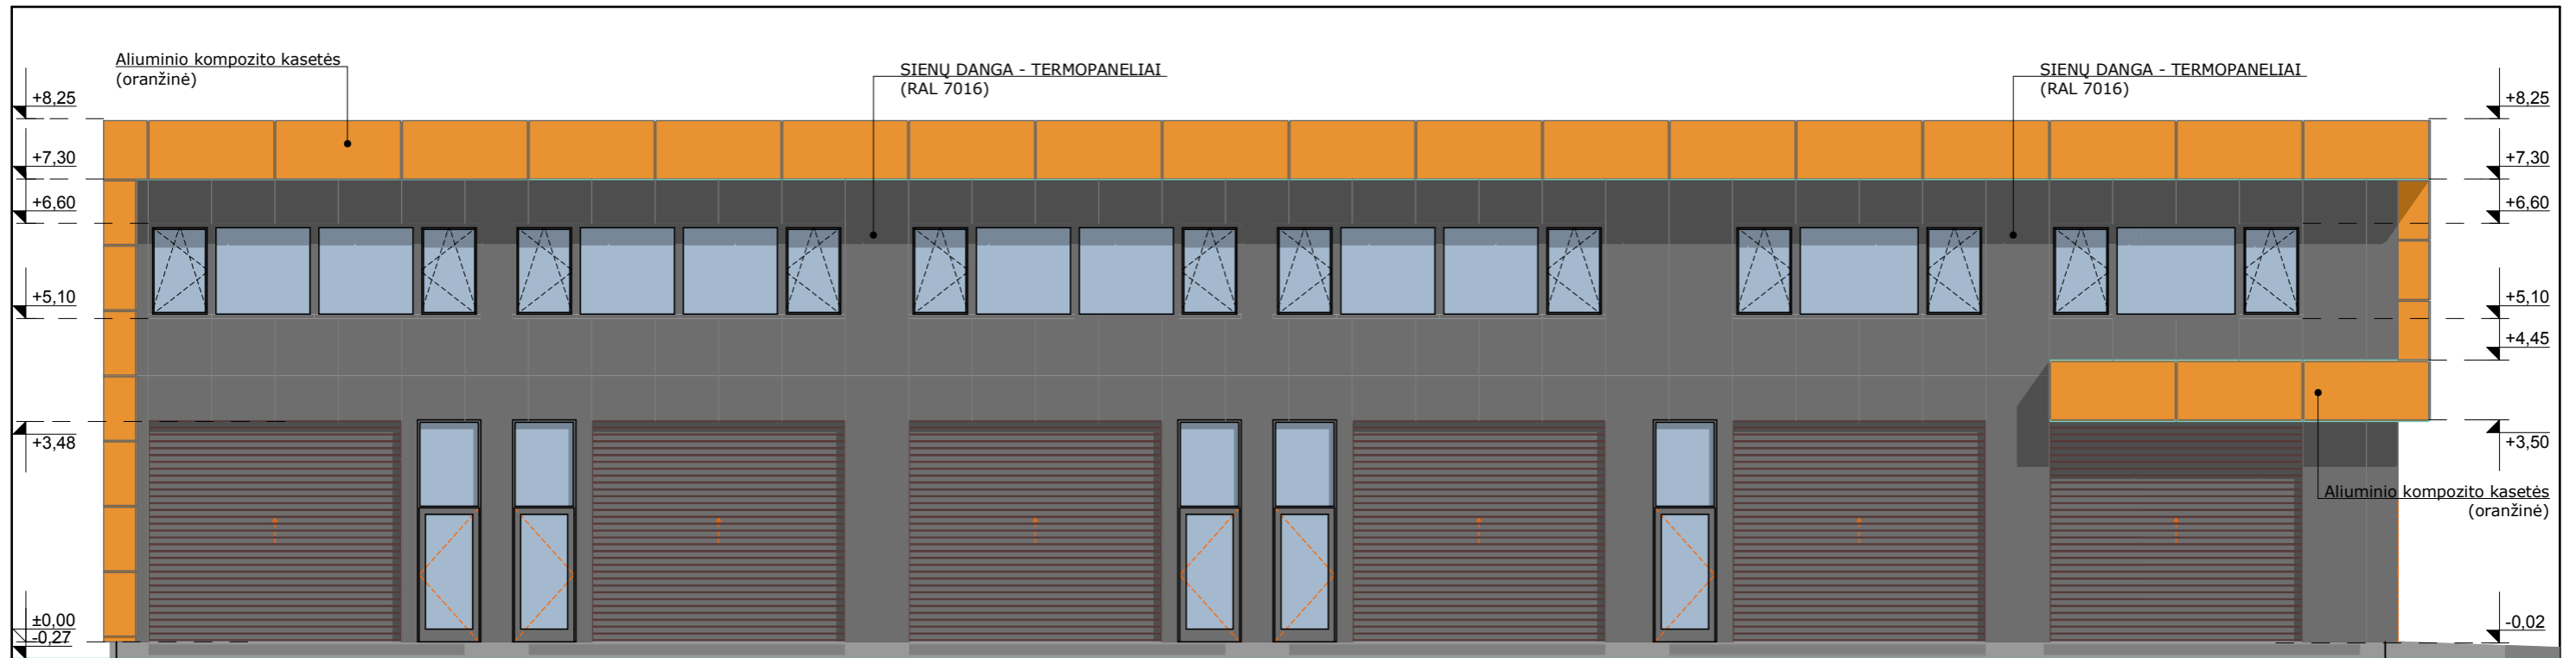 Aliuminio kompozito kasetės
(oranžinė)
SIENŲ DANGA - TERMOPANELIAI
(RAL 7016)
SIENŲ DANGA - TERMOPANELIAI
(RAL 7016)
+8,25
+7,30
+6,60
+5,10
+3,48
±0,00
-0,27
+8,25
+7,30
+6,60
+5,10
+4,45
+3,50
Aliuminio kompozito kasetės
(oranžinė)
-0,02